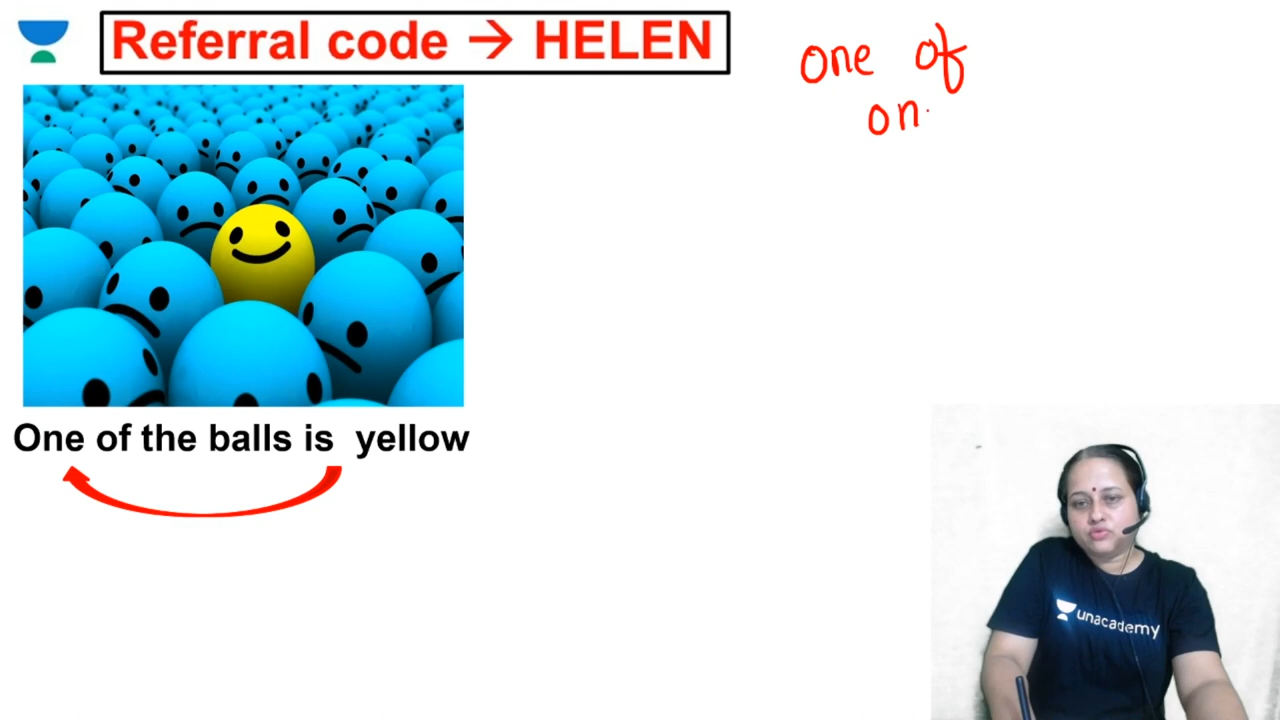 Referral code → HELEN
one of
on.
One of the balls is yellow
unacademy